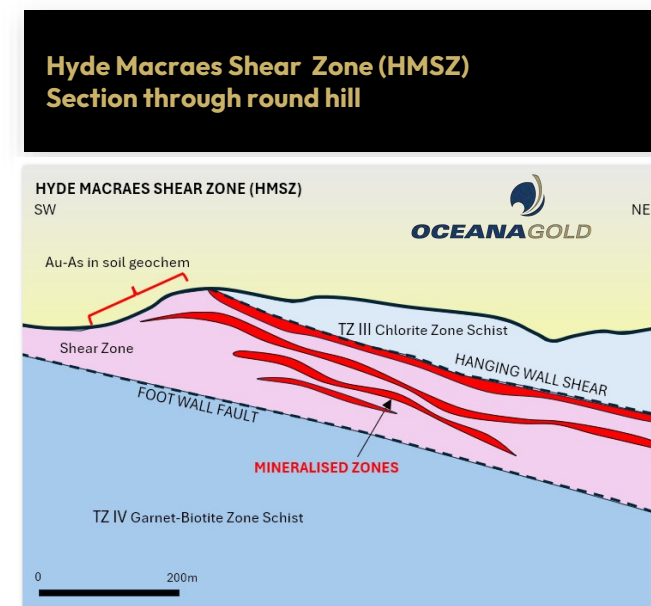 Hyde Macraes Shear Zone (HMSZ)
Section through round hill
HYDE MACRAES SHEAR ZONE (HMSZ)
SW
NE
OCEANAGOLD
Au-As in soil geochem
TZ III Chlorite Zone Schist
Shear Zone
HANGING WALL SHEAR
FOOT WALL FAULT
MINERALISED ZONES
TZ IV Garnet-Biotite Zone Schist
0 200m